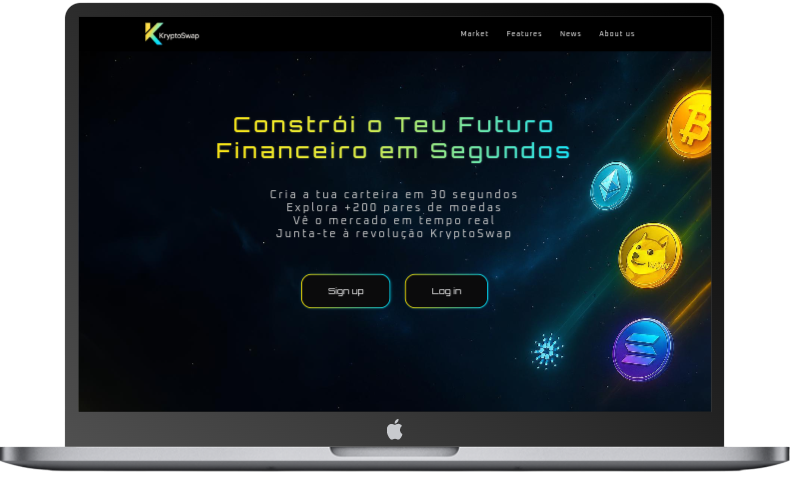 KryptoSwap
Market Features News About us
Constrói o Teu Futuro
Financeiro em Segundos
Cria a tua carteira em 30 segundos
Explora +200 pares de moedas
Vê o mercado em tempo real
Junta-te à revolução KryptoSwap
Sign up Log in